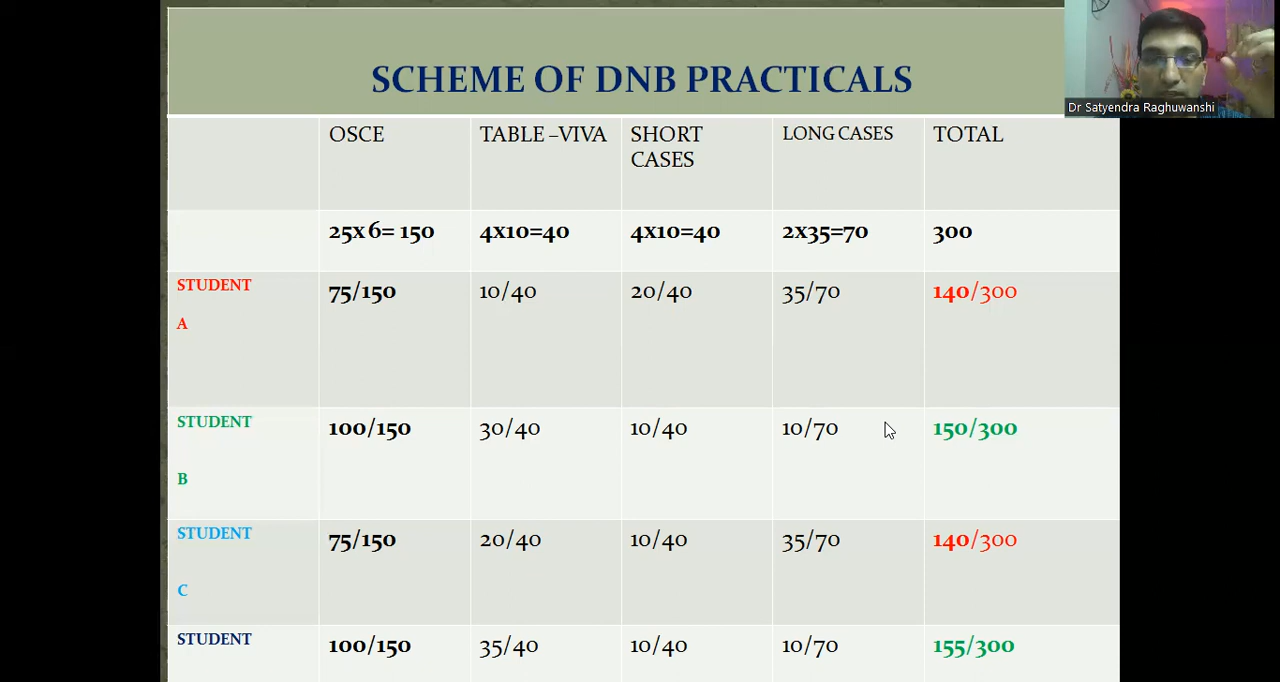 SCHEME OF DNB PRACTICALS
Dr Satyendra Raghuwanshi
OSCE TABLE –VIVA SHORT CASES LONG CASES TOTAL
25x 6= 150 4x10=40 4x10=40 2x35=70 300
STUDENT A 75/150 10/40 20/40 35/70 140/300
STUDENT B 100/150 30/40 10/40 10/70 150/300
STUDENT C 75/150 20/40 10/40 35/70 140/300
STUDENT 100/150 35/40 10/40 10/70 155/300